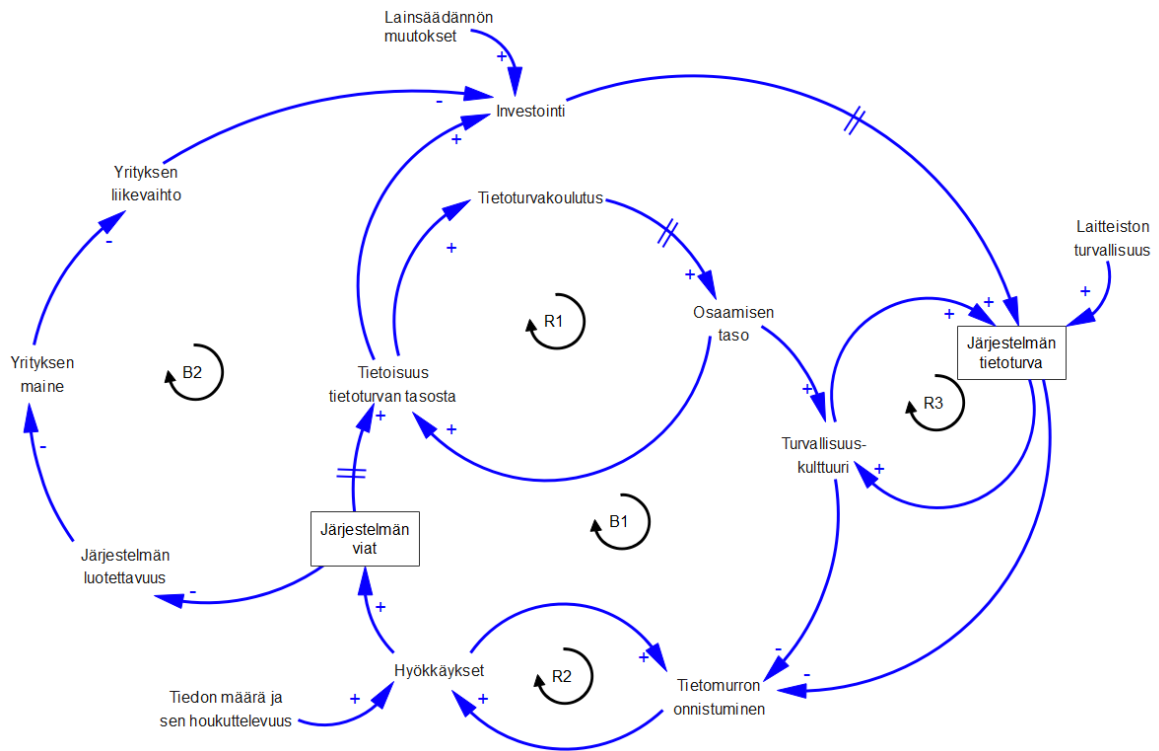 Lainsäädännön
muutokset
+
-
Investointi
+
Yrityksen
liikevaihto
Tietoturvakoulutus
-
+
Laitteiston
turvallisuus
+
+
R1
+
+
+
Osaamisen
taso
Järjestelmän
tietoturva
Yrityksen
maine
B2
Tietoisuus
tietoturvan tasosta
+
R3
+
+
-
Turvallisuus-
kulttuuri
+
B1
Järjestelmän
viat
Järjestelmän
luotettavuus
-
+
-
+
-
Hyökkäykset
R2
Tietomurron
onnistuminen
Tiedon määrä ja
sen houkuttelevuus
+
+